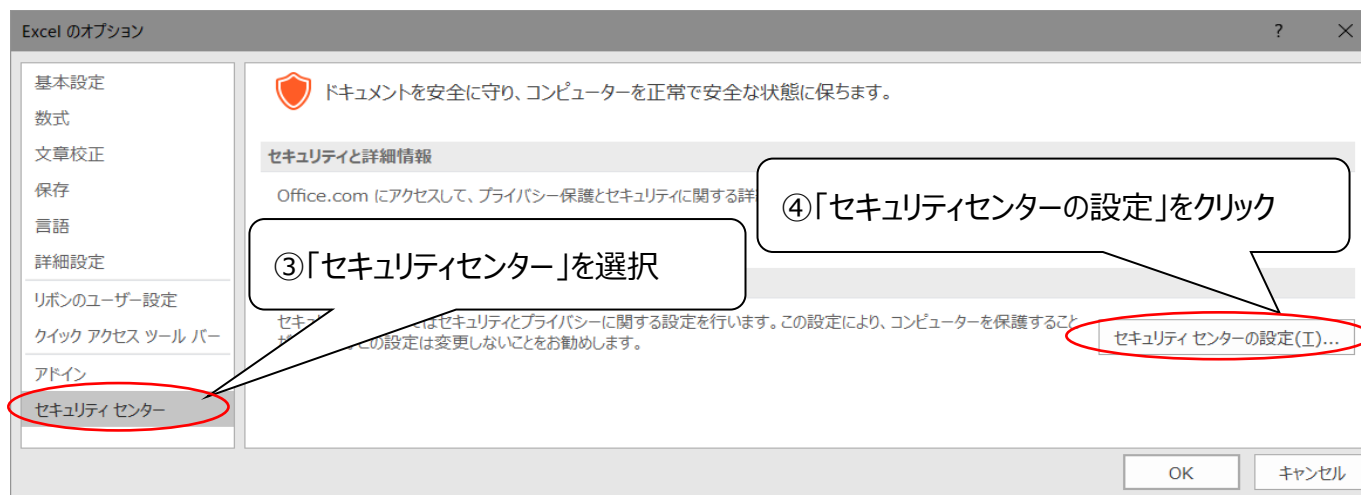 Excel のオプション
?
基本設定
数式
文章校正
保存
言語
詳細設定
リボンのユーザー設定
クイック アクセス ツール バー
アドイン
セキュリティ センター
ドキュメントを安全に守り、コンピューターを正常で安全な状態に保ちます。
セキュリティと詳細情報
Office.com にアクセスして、プライバシー保護とセキュリティに関する詳
④「セキュリティセンターの設定」をクリック
③「セキュリティセンター」を選択
セキュ はセキュリティとプライバシーに関する設定を行います。この設定により、コンピューターを保護すること
この設定は変更しないことをお勧めします。
セキュリティ センターの設定(T)...
OK
キャンセル